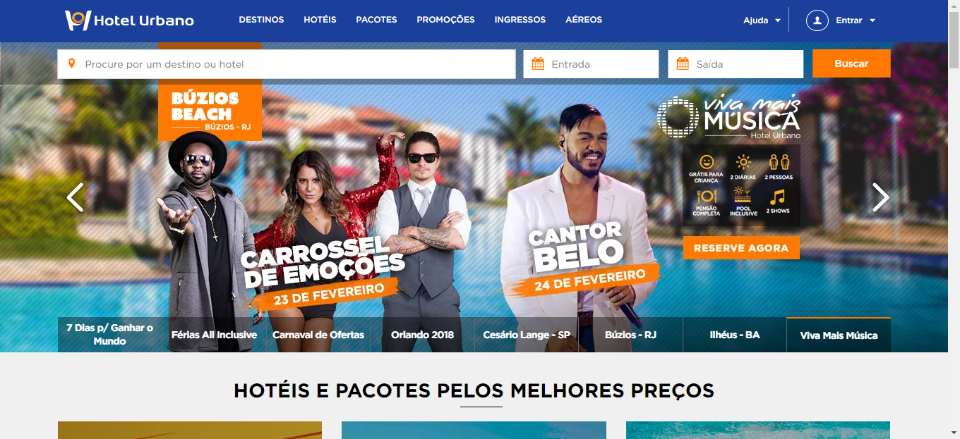 Hotel Urbano
DESTINOS
HOTÉIS
PACOTES
PROMOÇÕES
INGRESSOS
AÉREOS
Ajuda
Entrar
Procure por um destino ou hotel
Entrada
Saída
Buscar
BÚZIOS
BEACH
BÚZIOS - RJ
viva mais
MÚSICA
Hotel Urbano
GRÁTIS PARA
CRIANÇA
2 DIÁRIAS
2 PESSOAS
PENSÃO
COMPLETA
POOL
INCLUSIVE
2 SHOWS
RESERVE AGORA
CARROSSEL
DE EMOÇÕES
23 DE FEVEREIRO
CANTOR
BELO
24 DE FEVEREIRO
7 Dias p/ Ganhar o
Mundo
Férias All Inclusive
Carnaval de Ofertas
Orlando 2018
Cesário Lange - SP
Búzios - RJ
Ilhéus - BA
Viva Mais Música
HOTÉIS E PACOTES PELOS MELHORES PREÇOS